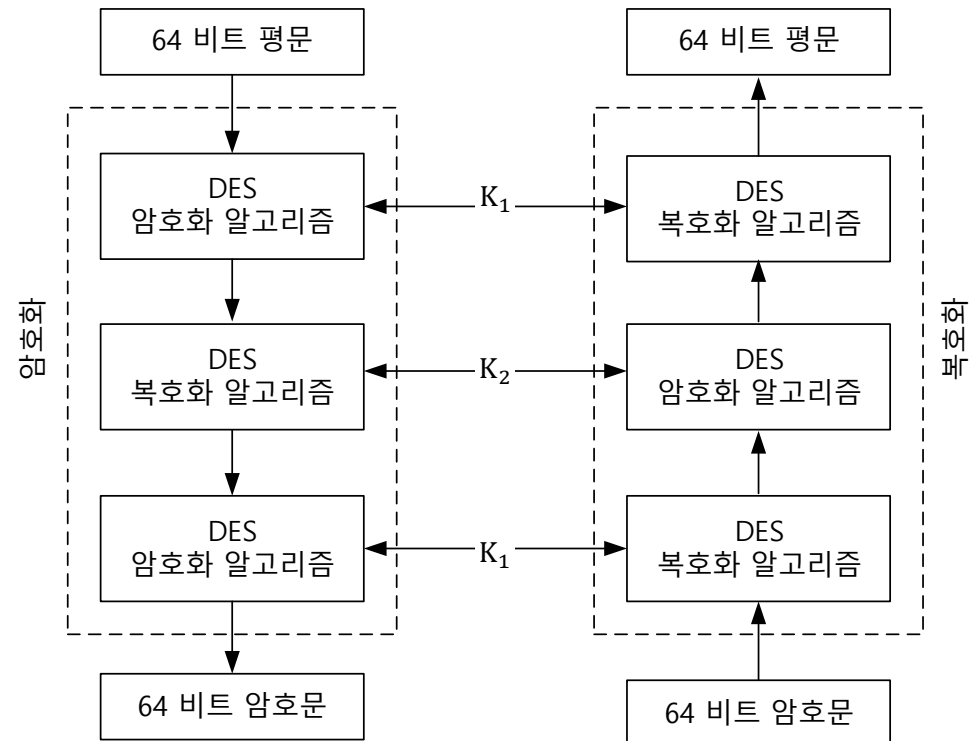 64 비트 평문
64 비트 평문
DES
암호화 알고리즘
K₁
DES
복호화 알고리즘
암호화
DES
복호화 알고리즘
K₂
DES
암호화 알고리즘
복호화
DES
암호화 알고리즘
K₁
DES
복호화 알고리즘
64 비트 암호문
64 비트 암호문